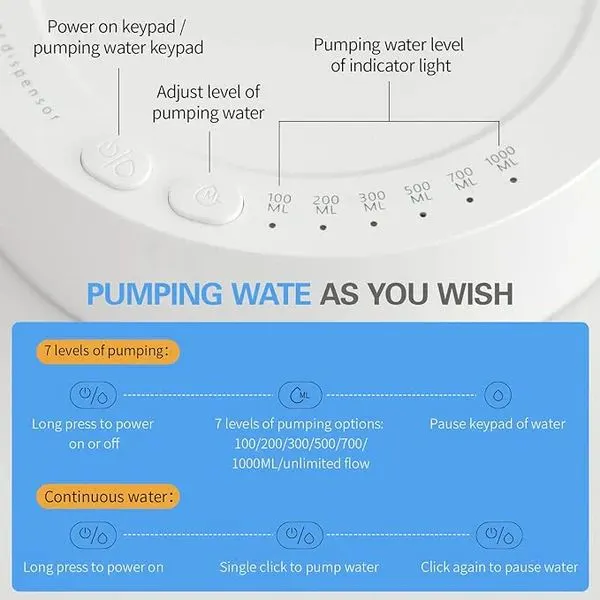 Power on keypad /
pumping water keypad
Pumping water level
of indicator light
Adjust level of
pumping water
dispenser
ML
100 ML
200 ML
300 ML
500 ML
700 ML
1000 ML
PUMPING WATE AS YOU WISH
7 levels of pumping:
ML
Long press to power
on or off
7 levels of pumping options:
100/200/300/500/700/
1000ML/unlimited flow
Pause keypad of water
Continuous water:
Long press to power on
Single click to pump water
Click again to pause water